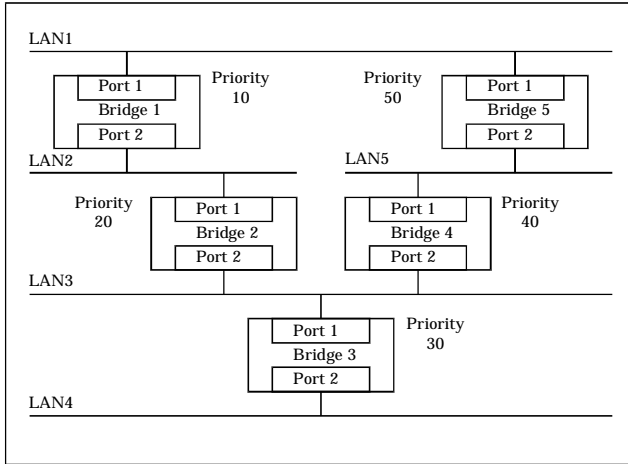 LAN1
Port 1
Bridge 1
Port 2
Priority
10
Priority
50
Port 1
Bridge 5
Port 2
LAN2
LAN5
Priority
20
Port 1
Bridge 2
Port 2
Port 1
Bridge 4
Port 2
Priority
40
LAN3
Port 1
Bridge 3
Port 2
Priority
30
LAN4